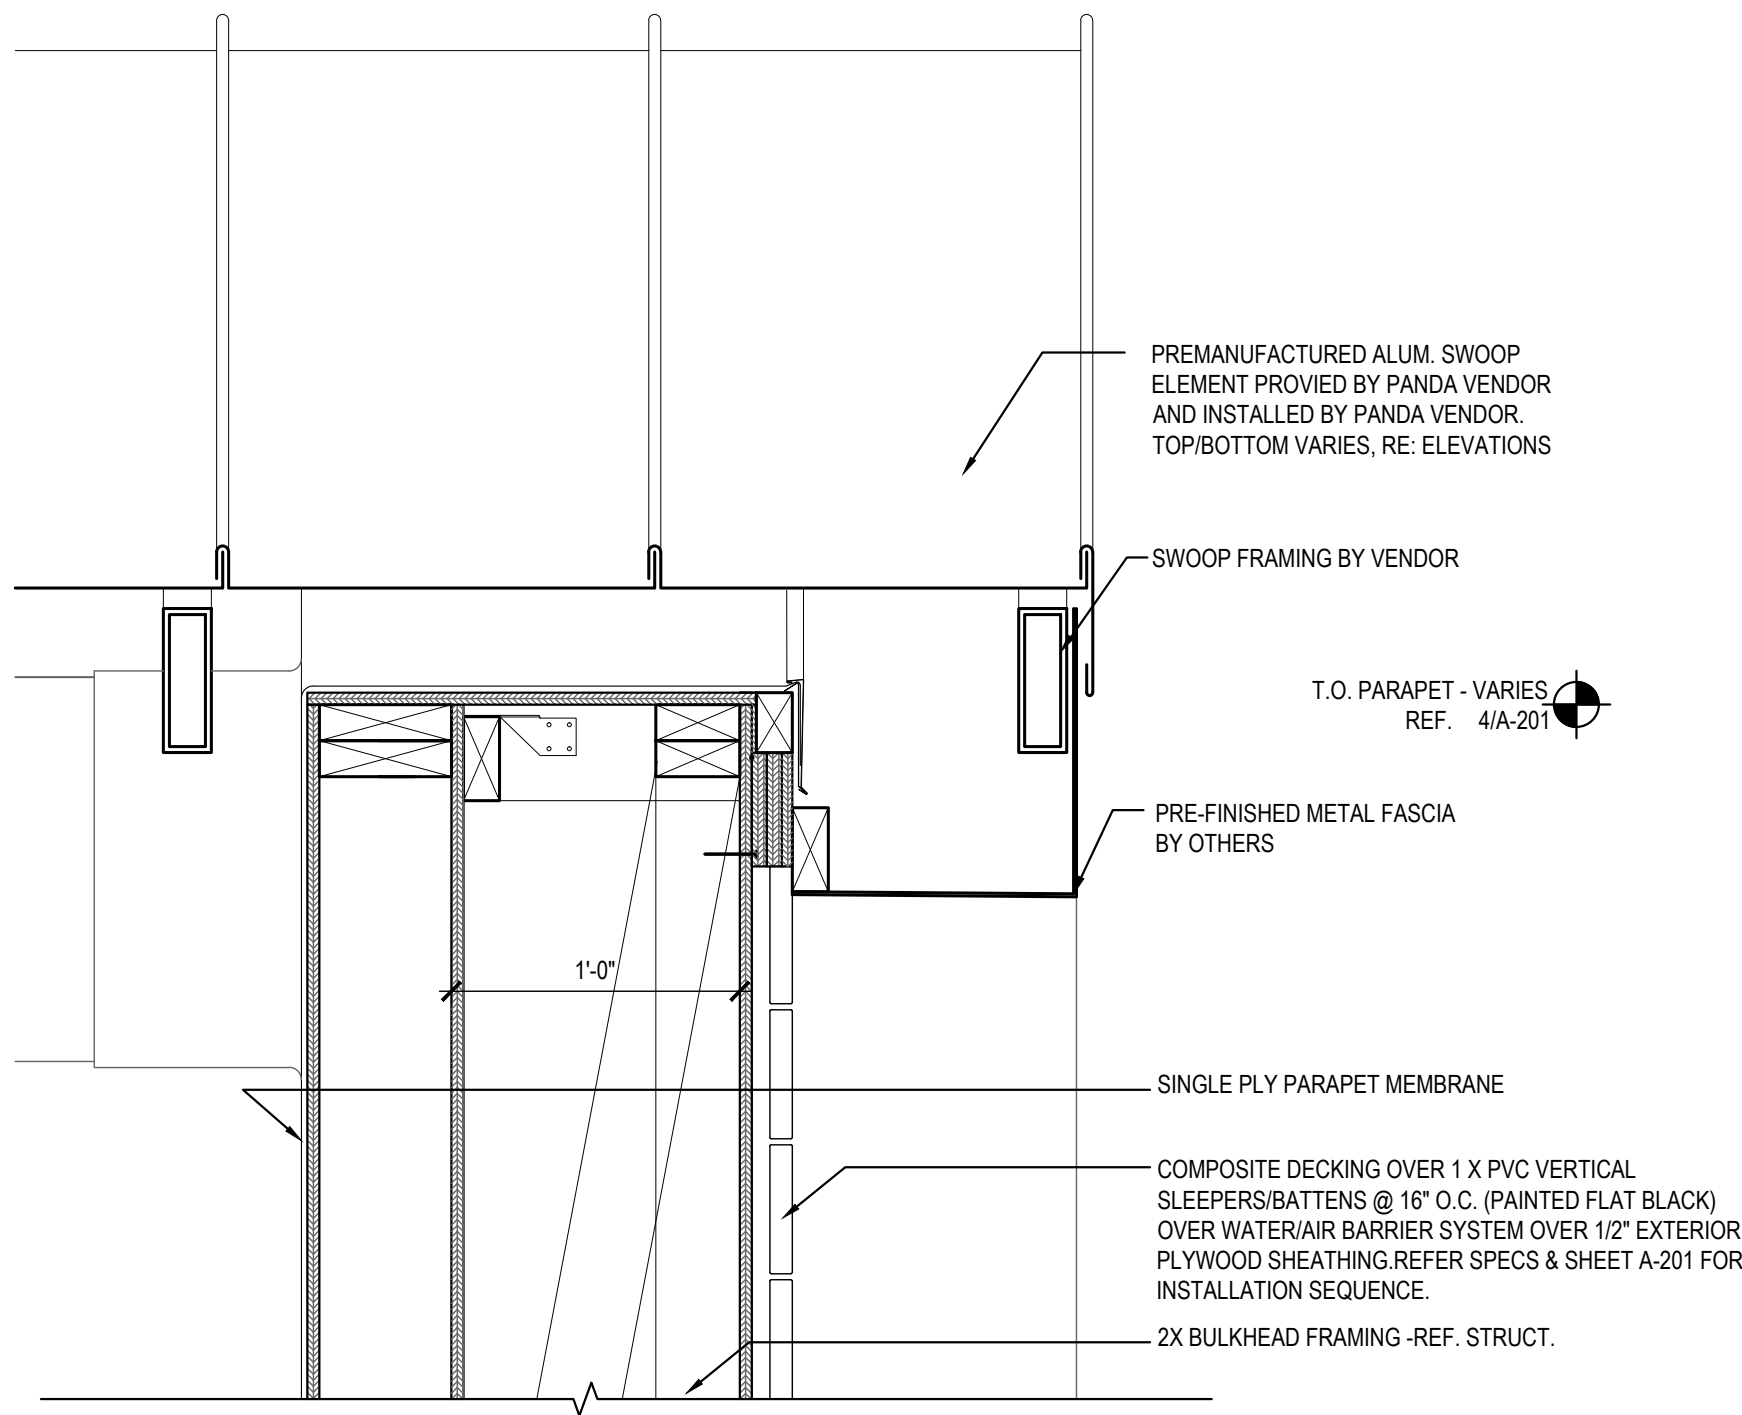 PREMANUFACTURED ALUM. SWOOP
ELEMENT PROVIED BY PANDA VENDOR
AND INSTALLED BY PANDA VENDOR.
TOP/BOTTOM VARIES, RE: ELEVATIONS
SWOOP FRAMING BY VENDOR
T.O. PARAPET - VARIES
REF. 4/A-201
PRE-FINISHED METAL FASCIA
BY OTHERS
1'-0"
SINGLE PLY PARAPET MEMBRANE
COMPOSITE DECKING OVER 1 X PVC VERTICAL
SLEEPERS/BATTENS @ 16" O.C. (PAINTED FLAT BLACK)
OVER WATER/AIR BARRIER SYSTEM OVER 1/2" EXTERIOR
PLYWOOD SHEATHING.REFER SPECS & SHEET A-201 FOR
INSTALLATION SEQUENCE.
2X BULKHEAD FRAMING -REF. STRUCT.